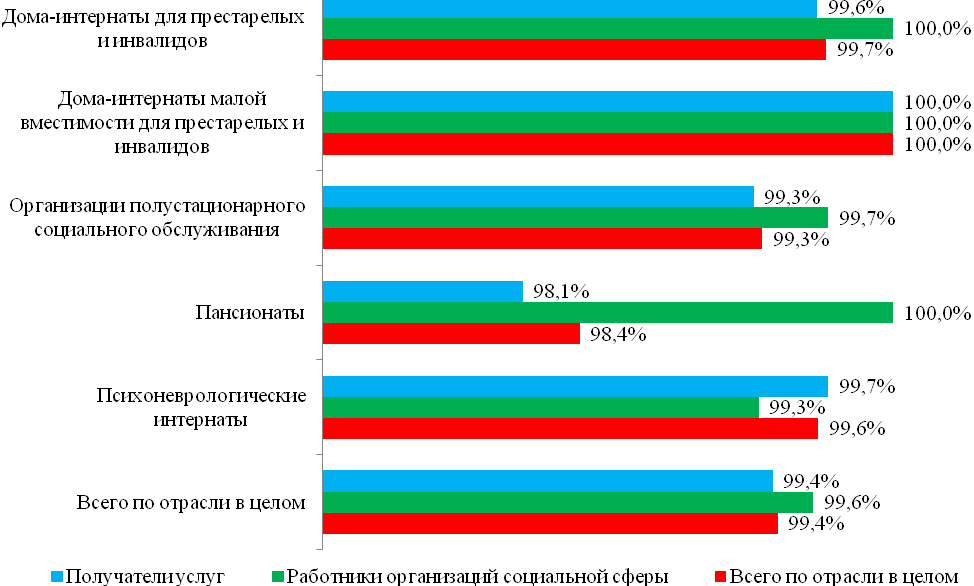 Дома-интернаты для престарелых
и инвалидов
99,6%
100,0%
99,7%
Дома-интернаты малой
вместимости для престарелых и
инвалидов
100,0%
100,0%
100,0%
Организации полустационарного
социального обслуживания
99,3%
99,7%
99,3%
Пансионаты
98,1%
100,0%
98,4%
Психоневрологические
интернаты
99,7%
99,3%
99,6%
Всего по отрасли в целом
99,4%
99,6%
99,4%
Получатели услуг
Работники организаций социальной сферы
Всего по отрасли в целом